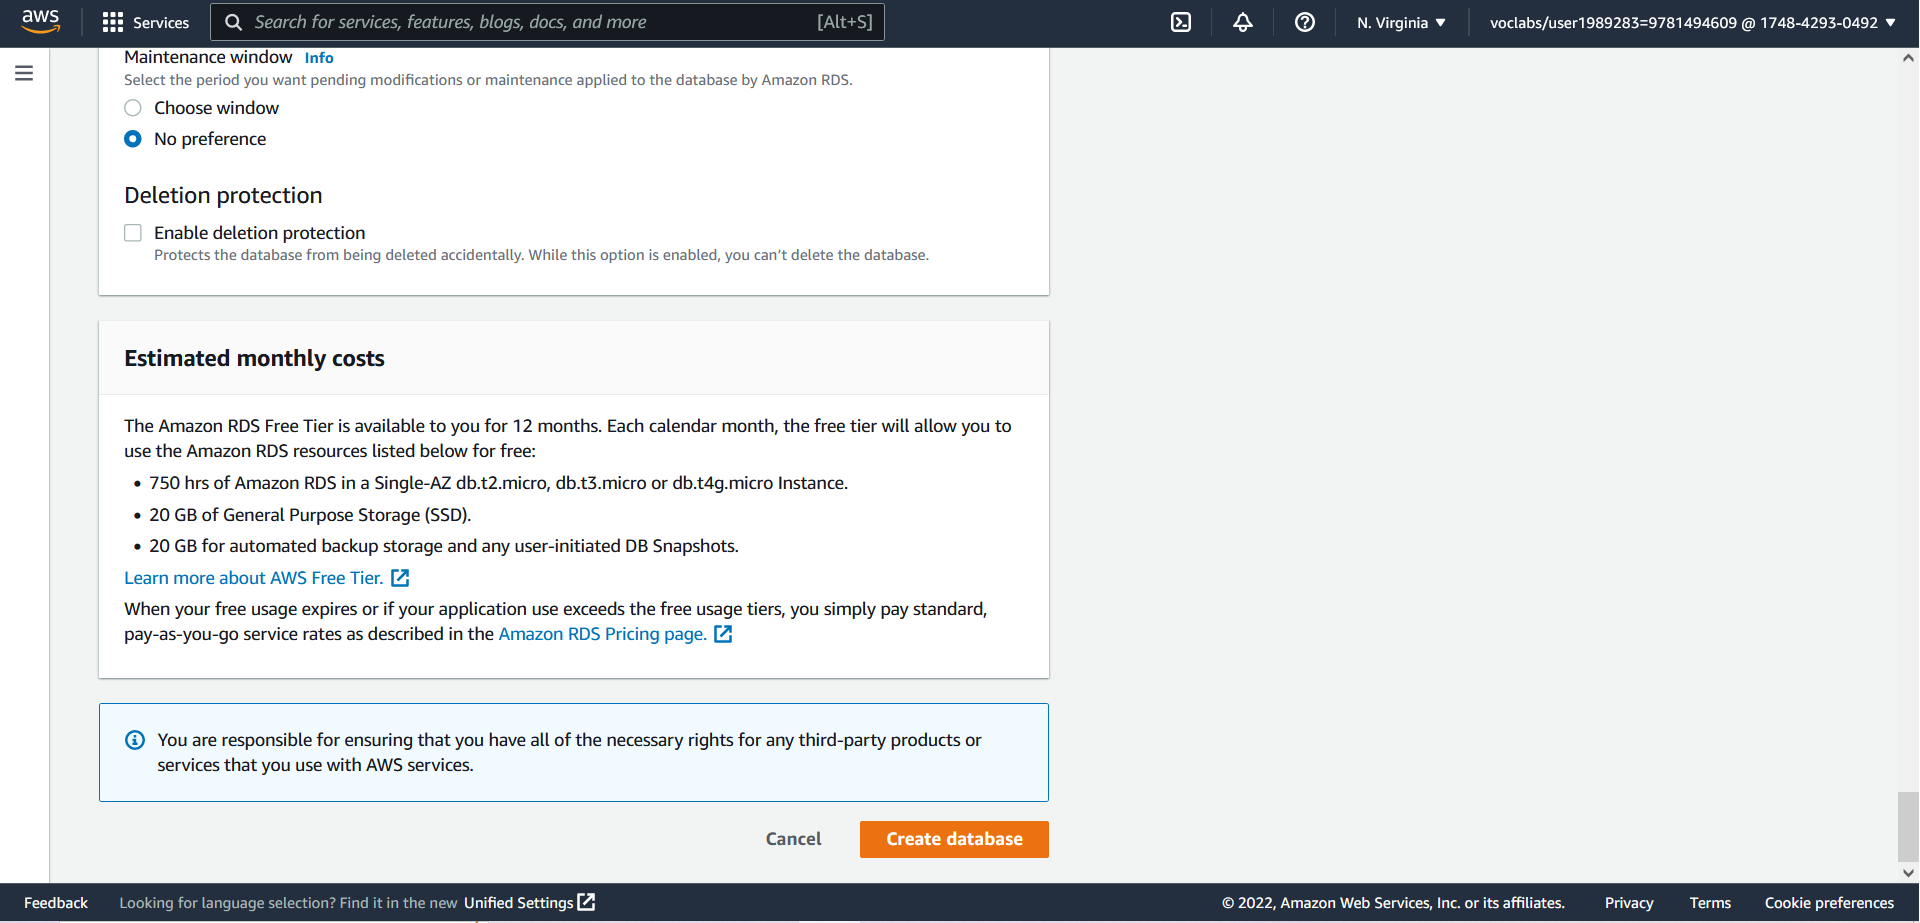 aws
Services
Search for services, features, blogs, docs, and more [Alt+S]
N. Virginia ▼
voclabs/user1989283=9781494609 @ 1748-4293-0492 ▼
Maintenance window Info
Select the period you want pending modifications or maintenance applied to the database by Amazon RDS.
Choose window
No preference
Deletion protection
Enable deletion protection
Protects the database from being deleted accidentally. While this option is enabled, you can’t delete the database.
Estimated monthly costs
The Amazon RDS Free Tier is available to you for 12 months. Each calendar month, the free tier will allow you to
use the Amazon RDS resources listed below for free:
• 750 hrs of Amazon RDS in a Single-AZ db.t2.micro, db.t3.micro or db.t4g.micro Instance.
• 20 GB of General Purpose Storage (SSD).
• 20 GB for automated backup storage and any user-initiated DB Snapshots.
Learn more about AWS Free Tier.
When your free usage expires or if your application use exceeds the free usage tiers, you simply pay standard,
pay-as-you-go service rates as described in the Amazon RDS Pricing page.
You are responsible for ensuring that you have all of the necessary rights for any third-party products or
services that you use with AWS services.
Cancel
Create database
Feedback
Looking for language selection? Find it in the new Unified Settings
© 2022, Amazon Web Services, Inc. or its affiliates.
Privacy
Terms
Cookie preferences